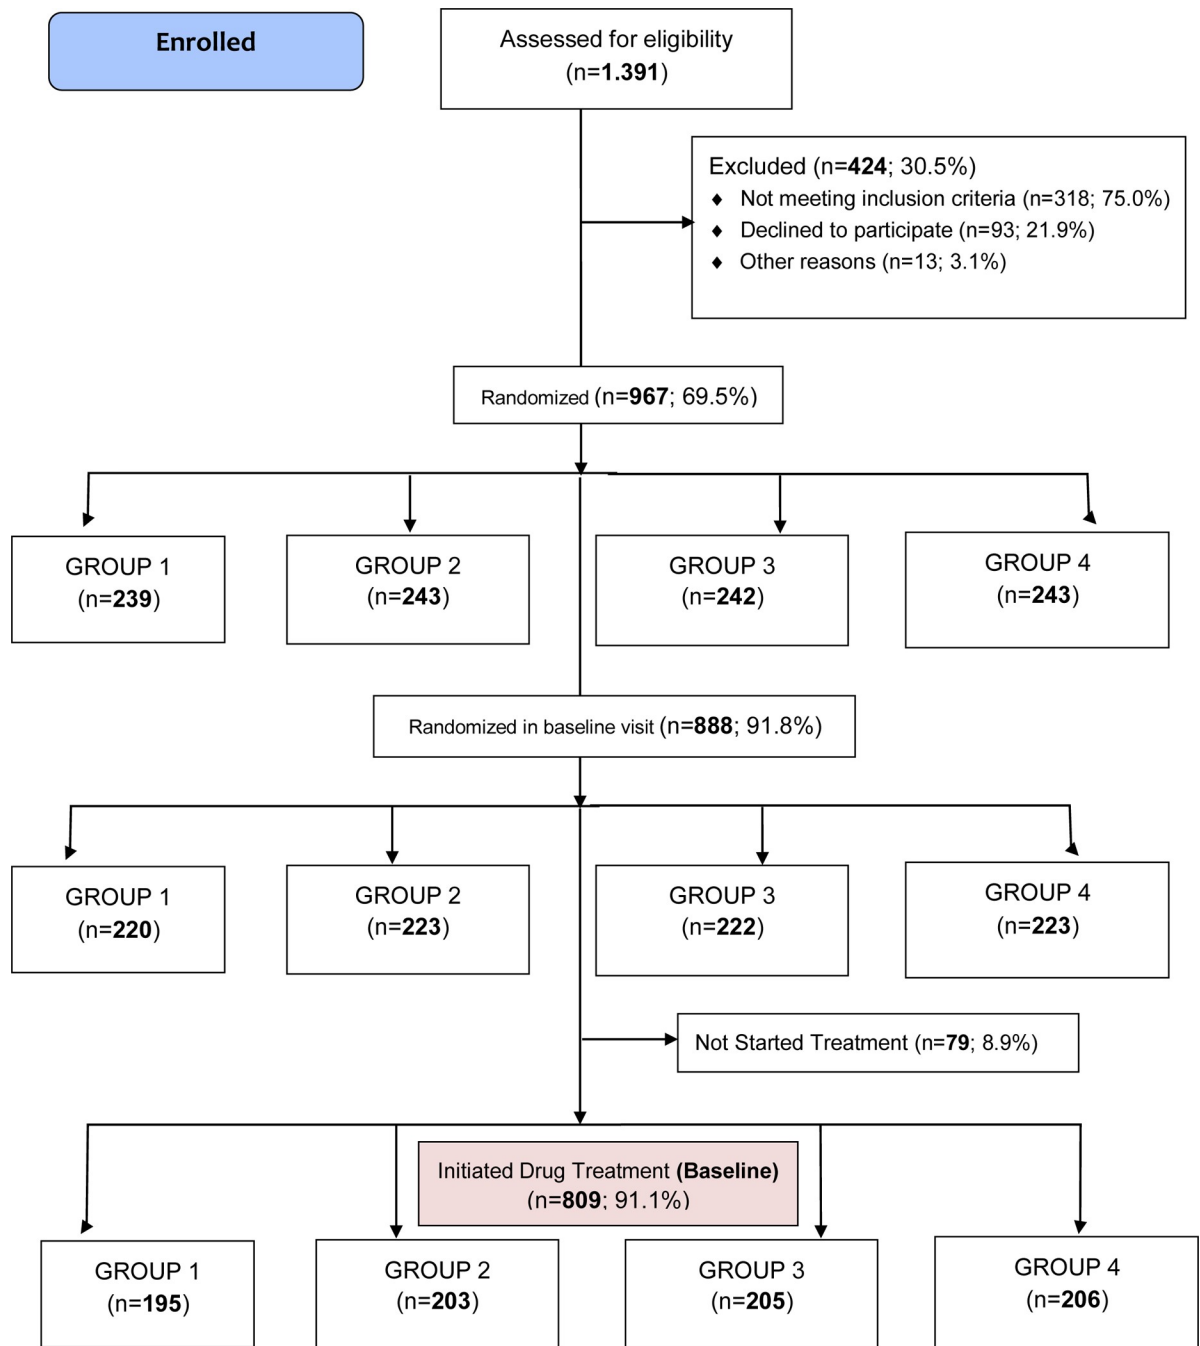 Enrolled
Assessed for eligibility
(n=1.391)
Excluded (n=424; 30.5%)
♦ Not meeting inclusion criteria (n=318; 75.0%)
♦ Declined to participate (n=93; 21.9%)
♦ Other reasons (n=13; 3.1%)
Randomized (n=967; 69.5%)
GROUP 1
(n=239)
GROUP 2
(n=243)
GROUP 3
(n=242)
GROUP 4
(n=243)
Randomized in baseline visit (n=888; 91.8%)
GROUP 1
(n=220)
GROUP 2
(n=223)
GROUP 3
(n=222)
GROUP 4
(n=223)
Not Started Treatment (n=79; 8.9%)
Initiated Drug Treatment (Baseline)
(n=809; 91.1%)
GROUP 1
(n=195)
GROUP 2
(n=203)
GROUP 3
(n=205)
GROUP 4
(n=206)